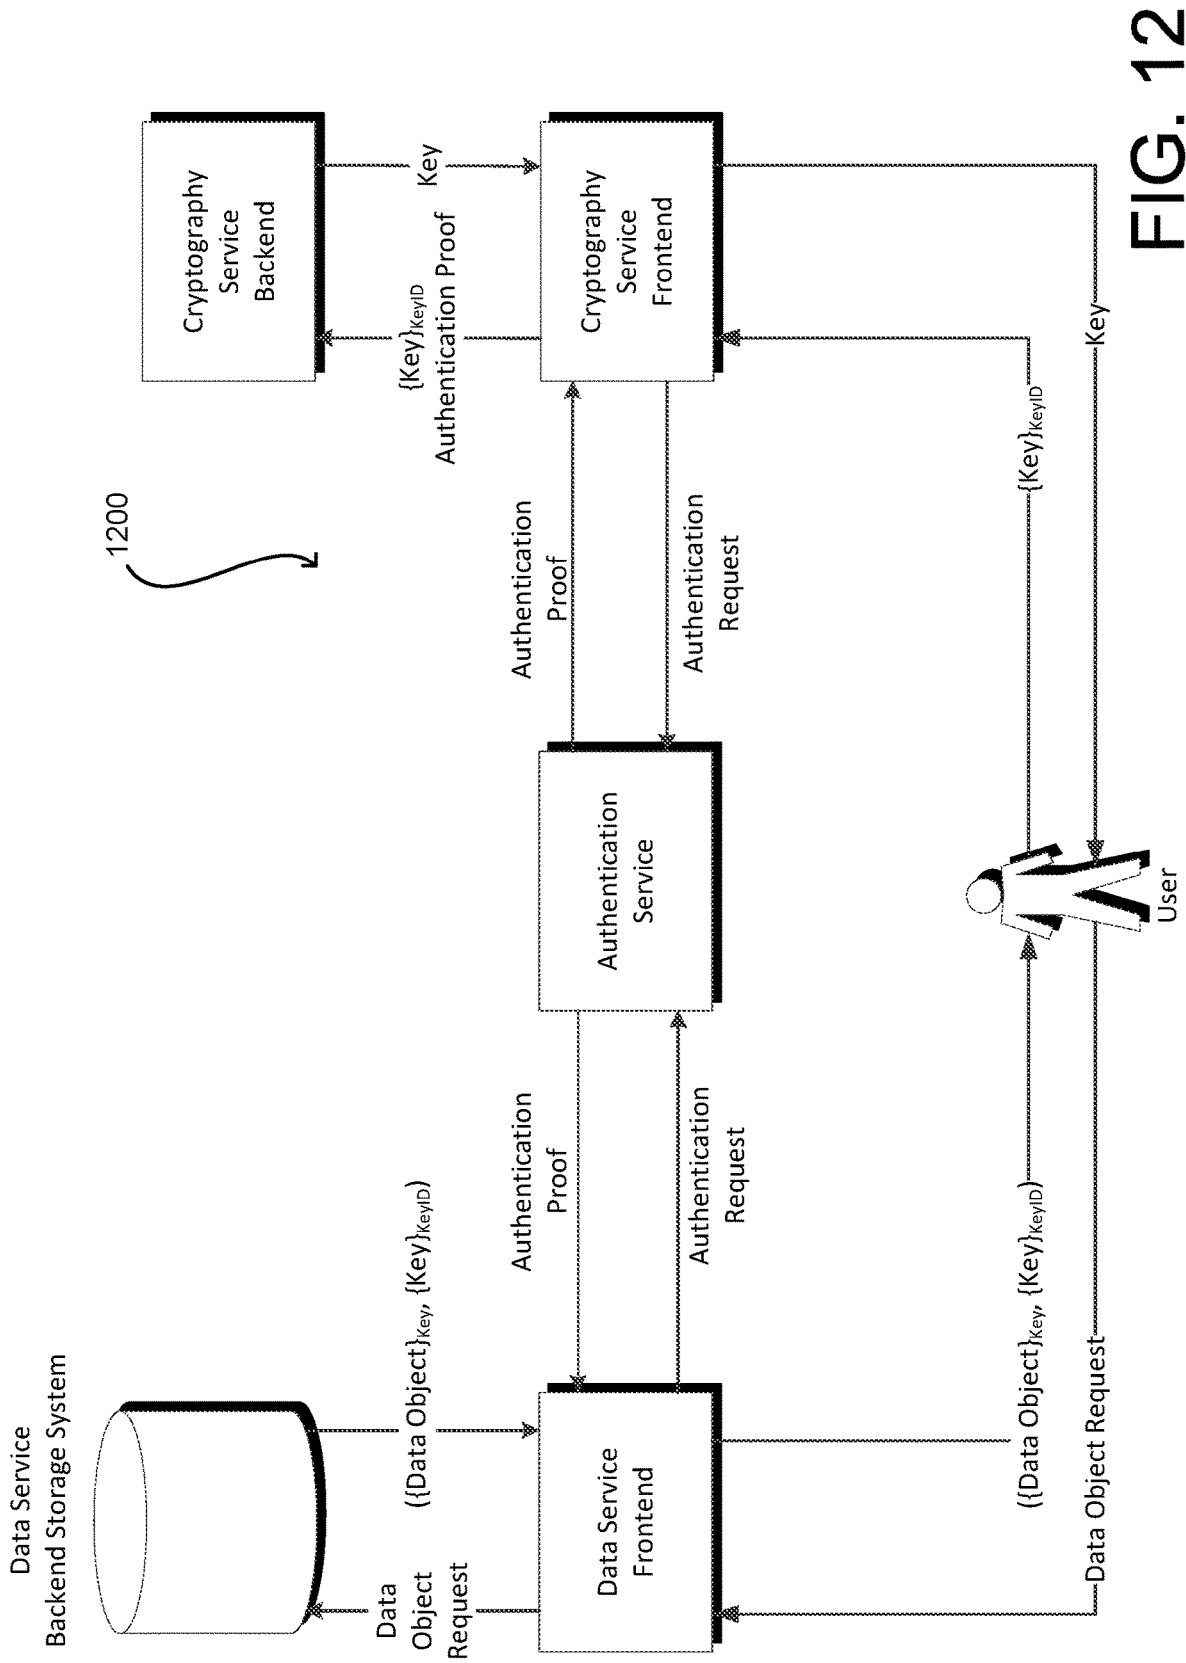 1200
Data Service
Backend Storage System
Cryptography
Service
Backend
Data
Object
Request
({Data Object}Key, {Key}KeyID)
{Key}KeyID
Authentication Proof
Key
Data Service
Frontend
Authentication
Proof
Authentication
Request
Authentication
Service
Authentication
Proof
Authentication
Request
Cryptography
Service
Frontend
({Data Object}Key, {Key}KeyID)
{Key}KeyID
Data Object Request
Key
User
FIG. 12